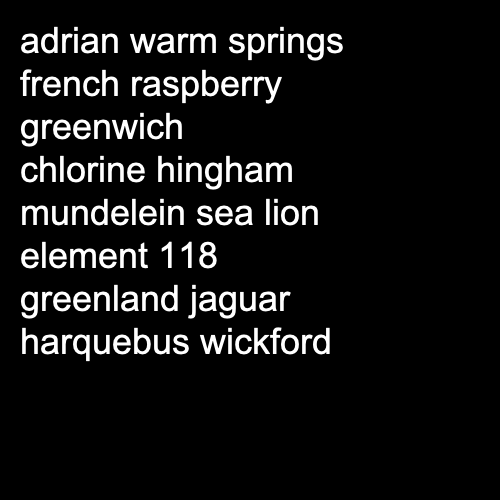 adrian warm springs
french raspberry
greenwich
chlorine hingham
mundelein sea lion
element 118
greenland jaguar
harquebus wickford